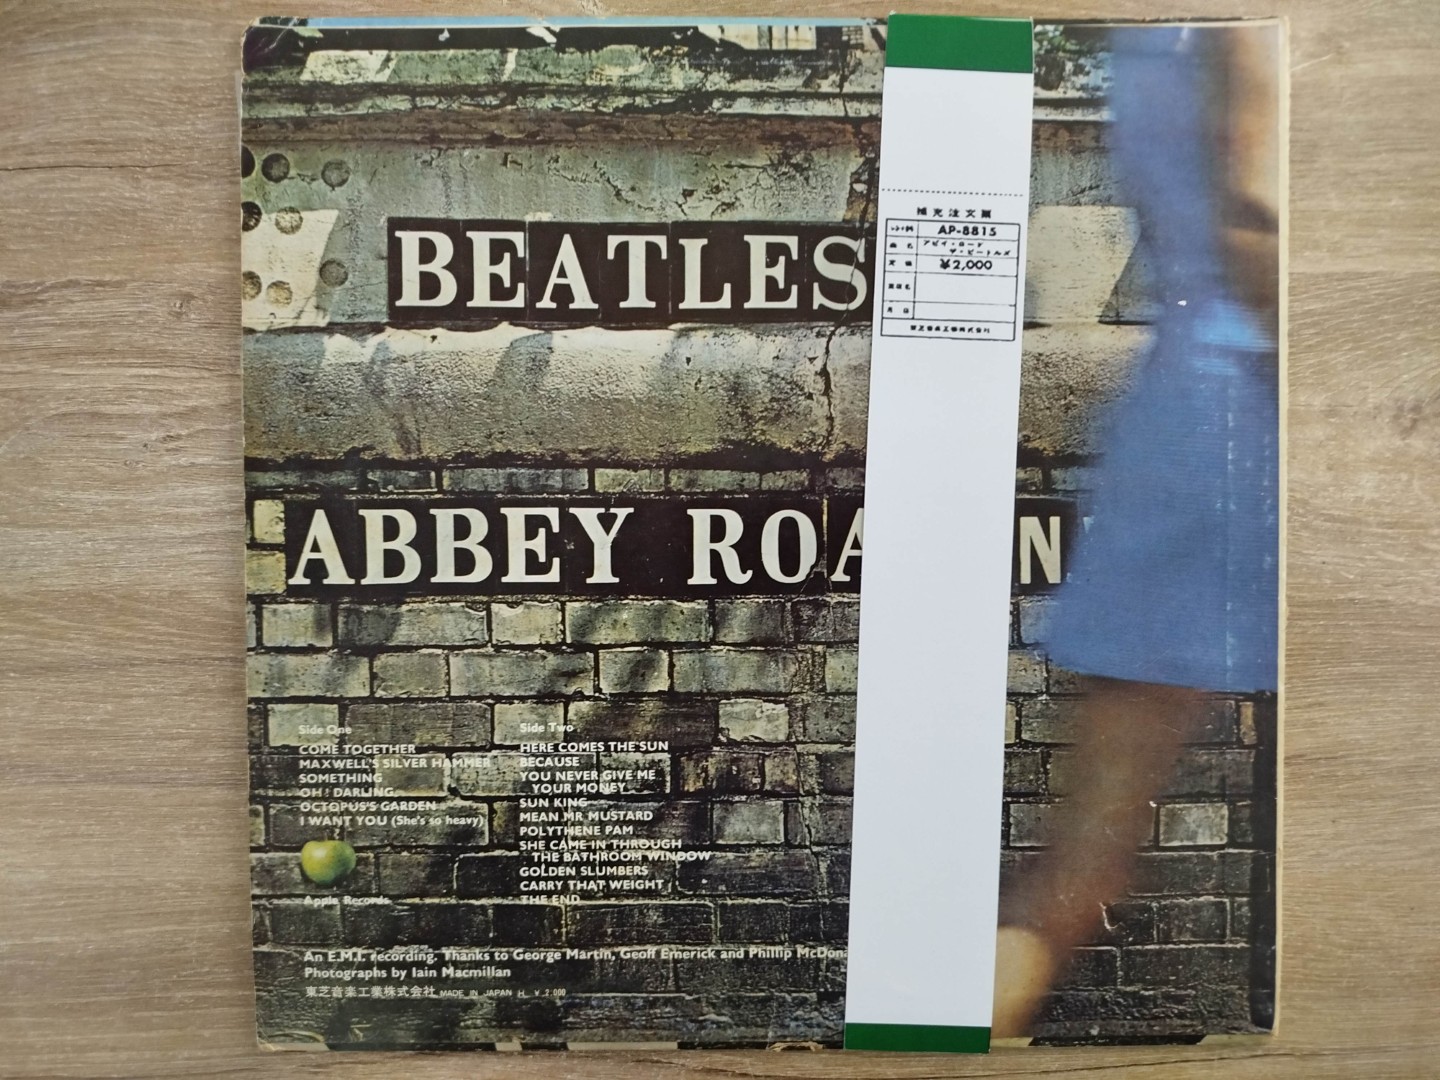 BEATLES
ABBEY ROA N
補充注文票
AP-8815
アビイ・ロード
ザ・ビートルズ
定価 ¥2,000
東芝音楽工業株式会社
Side One
COME TOGETHER
MAXWELL'S SILVER HAMMER
SOMETHING
OH! DARLING
OCTOPUS'S GARDEN
I WANT YOU (She's so heavy)
Apple Records
Side Two
HERE COMES THE SUN
BECAUSE
YOU NEVER GIVE ME
YOUR MONEY
SUN KING
MEAN MR MUSTARD
POLYTHENE PAM
SHE CAME IN THROUGH
THE BATHROOM WINDOW
GOLDEN SLUMBERS
CARRY THAT WEIGHT
THE END
An E.M.I. recording. Thanks to George Martin, Geoff Emerick and Phillip McDona
Photographs by Iain Macmillan
東芝音楽工業株式会社 MADE IN JAPAN H ¥ 2,000